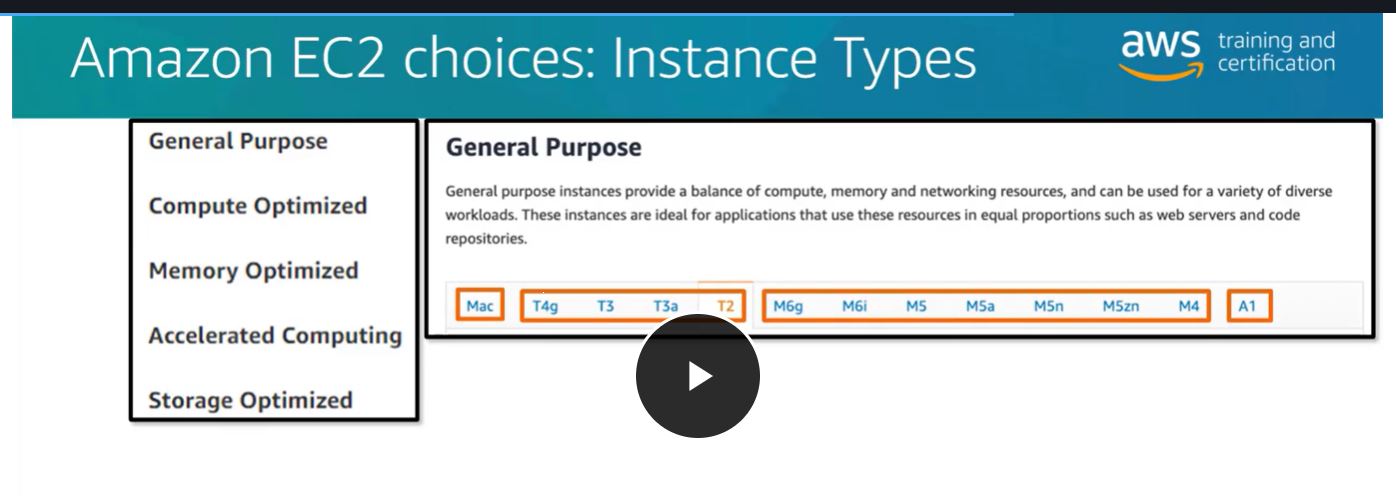 Amazon EC2 choices: Instance Types
aws training and
certification
General Purpose
Compute Optimized
Memory Optimized
Accelerated Computing
Storage Optimized
General Purpose
General purpose instances provide a balance of compute, memory and networking resources, and can be used for a variety of diverse
workloads. These instances are ideal for applications that use these resources in equal proportions such as web servers and code
repositories.
Mac T4g T3 T3a T2 M6g M6i M5 M5a M5n M5zn M4 A1